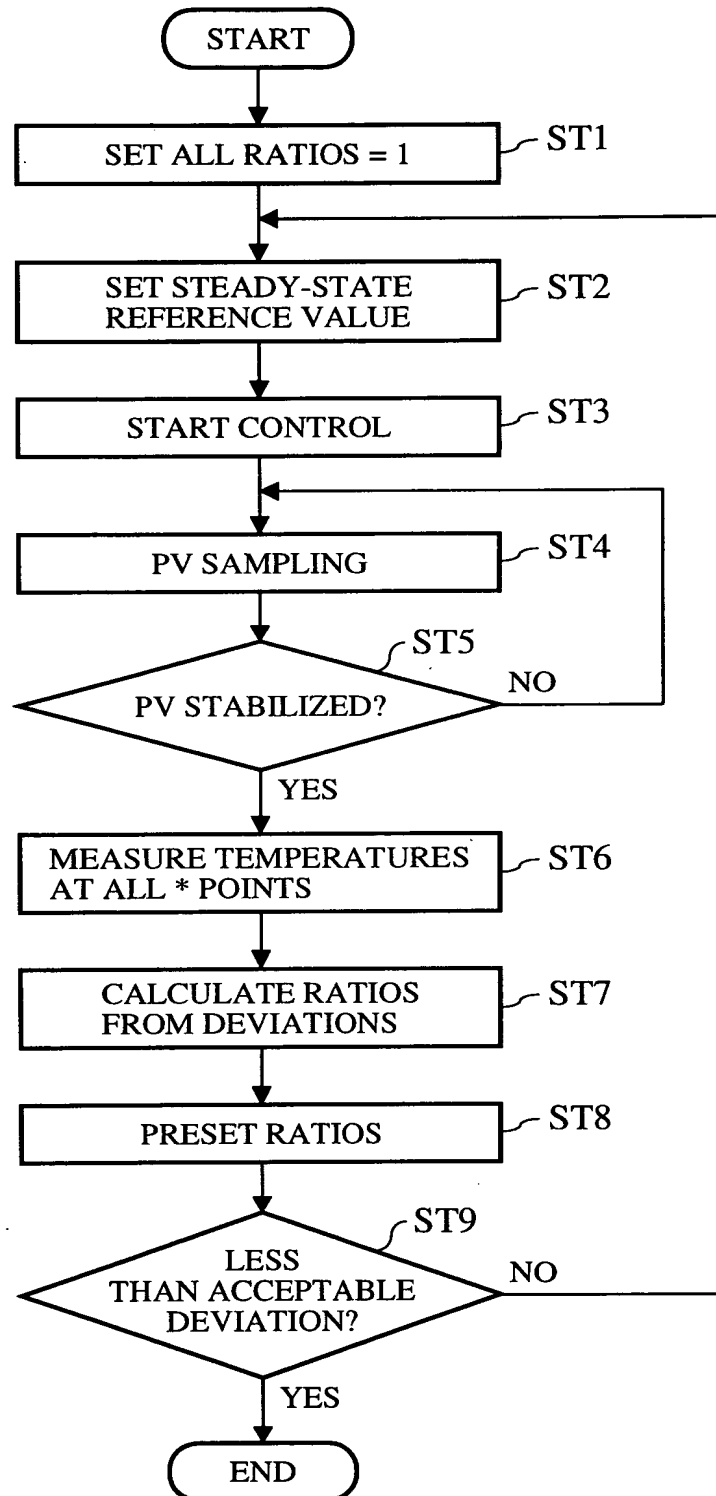 START
SET ALL RATIOS = 1
ST1
SET STEADY-STATE
REFERENCE VALUE
ST2
START CONTROL
ST3
PV SAMPLING
ST4
ST5
PV STABILIZED?
NO
YES
MEASURE TEMPERATURES
AT ALL * POINTS
ST6
CALCULATE RATIOS
FROM DEVIATIONS
ST7
PRESET RATIOS
ST8
ST9
LESS
THAN ACCEPTABLE
DEVIATION?
NO
YES
END